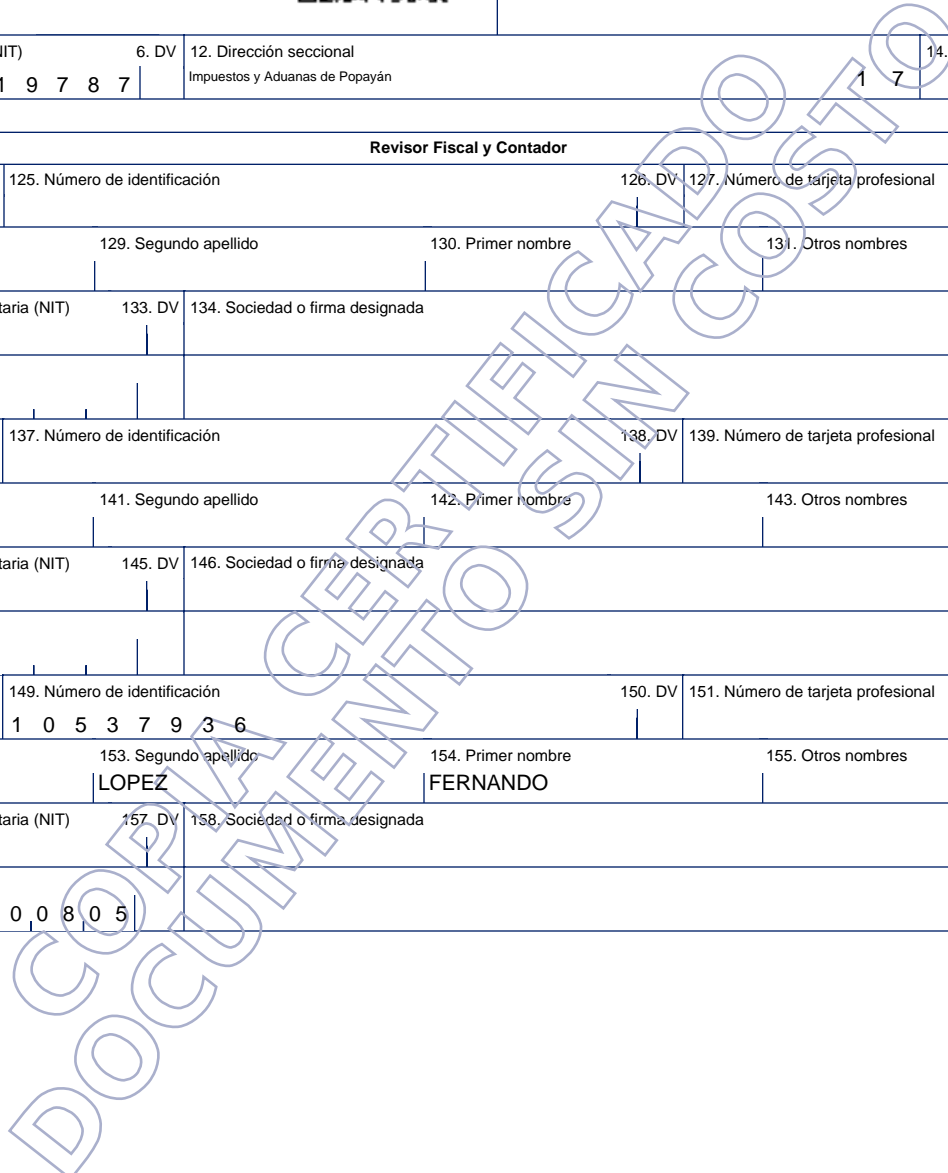 NIT) 6. DV 12. Dirección seccional 14.
1 9 7 8 7 Impuestos y Aduanas de Popayán 1 7
Revisor Fiscal y Contador
125. Número de identificación 126. DV 127. Número de tarjeta profesional
129. Segundo apellido 130. Primer nombre 131. Otros nombres
taria (NIT) 133. DV 134. Sociedad o firma designada
137. Número de identificación 138. DV 139. Número de tarjeta profesional
141. Segundo apellido 142. Primer nombre 143. Otros nombres
taria (NIT) 145. DV 146. Sociedad o firma designada
149. Número de identificación 150. DV 151. Número de tarjeta profesional
1 0 5 3 7 9 3 6
153. Segundo apellido 154. Primer nombre 155. Otros nombres
LOPEZ FERNANDO
taria (NIT) 157. DV 158. Sociedad o firma designada
0 0 8 0 5
COPIA CERTIFICADO
DOCUMENTO SIN COSTO